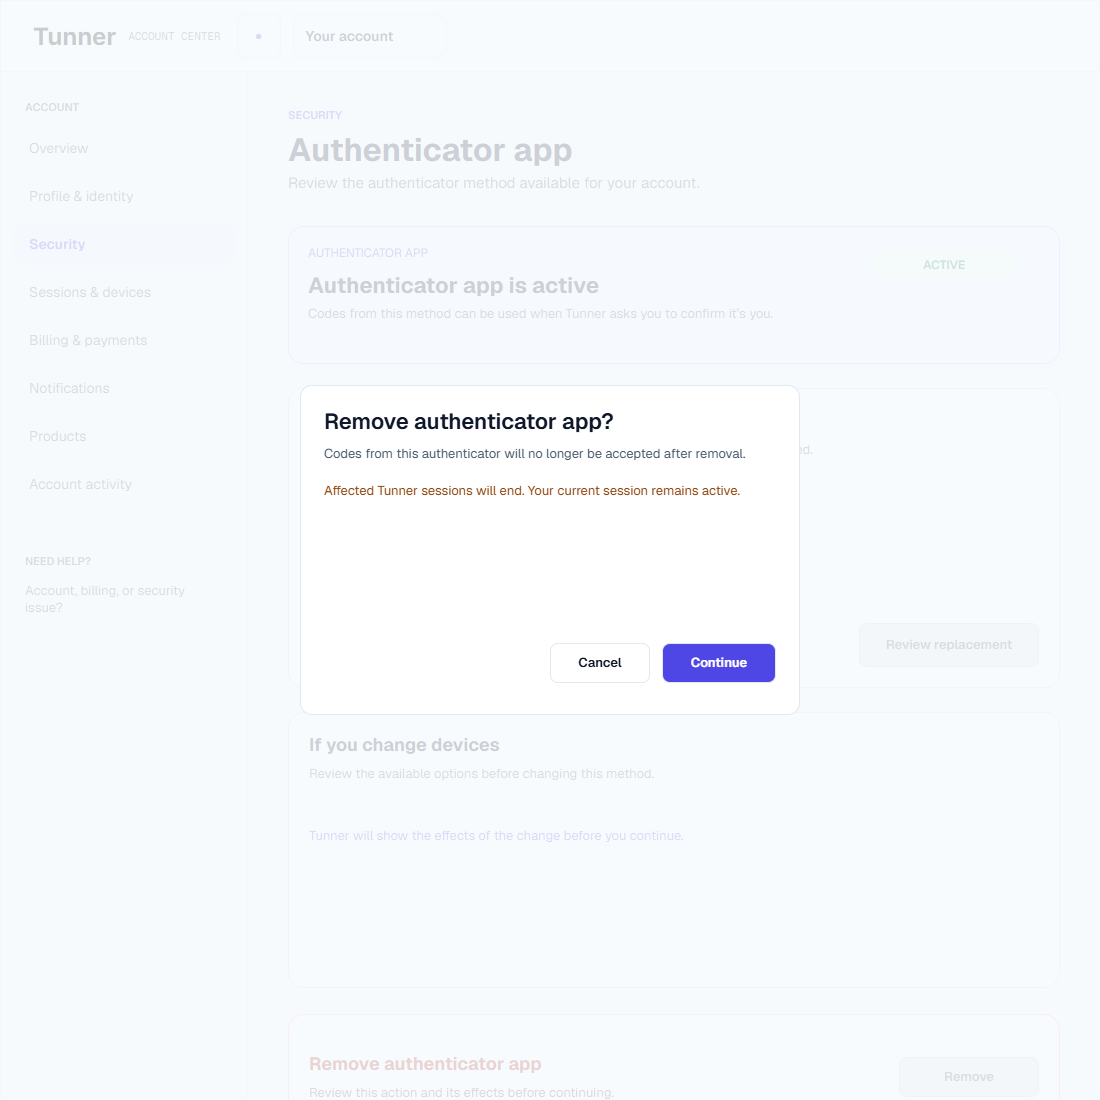 Tunner ACCOUNT CENTER Your account
ACCOUNT
Overview
Profile & identity
Security
Sessions & devices
Billing & payments
Notifications
Products
Account activity
NEED HELP?
Account, billing, or security
issue?
SECURITY
Authenticator app
Review the authenticator method available for your account.
AUTHENTICATOR APP
ACTIVE
Authenticator app is active
Codes from this method can be used when Tunner asks you to confirm it's you.
Remove authenticator app?
Codes from this authenticator will no longer be accepted after removal.
Affected Tunner sessions will end. Your current session remains active.
Cancel Continue
Review replacement
If you change devices
Review the available options before changing this method.
Tunner will show the effects of the change before you continue.
Remove authenticator app
Remove
Review this action and its effects before continuing.